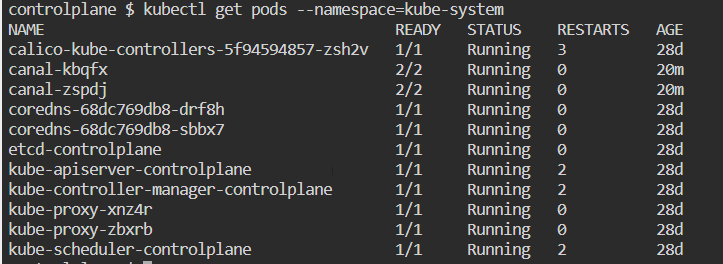 controlplane $ kubectl get pods --namespace=kube-system
NAME READY STATUS RESTARTS AGE
calico-kube-controllers-5f94594857-zsh2v 1/1 Running 3 28d
canal-kbqfx 2/2 Running 0 20m
canal-zspdj 2/2 Running 0 20m
coredns-68dc769db8-drf8h 1/1 Running 0 28d
coredns-68dc769db8-sbbx7 1/1 Running 0 28d
etcd-controlplane 1/1 Running 0 28d
kube-apiserver-controlplane 1/1 Running 2 28d
kube-controller-manager-controlplane 1/1 Running 2 28d
kube-proxy-xnz4r 1/1 Running 0 28d
kube-proxy-zbxrb 1/1 Running 0 28d
kube-scheduler-controlplane 1/1 Running 2 28d